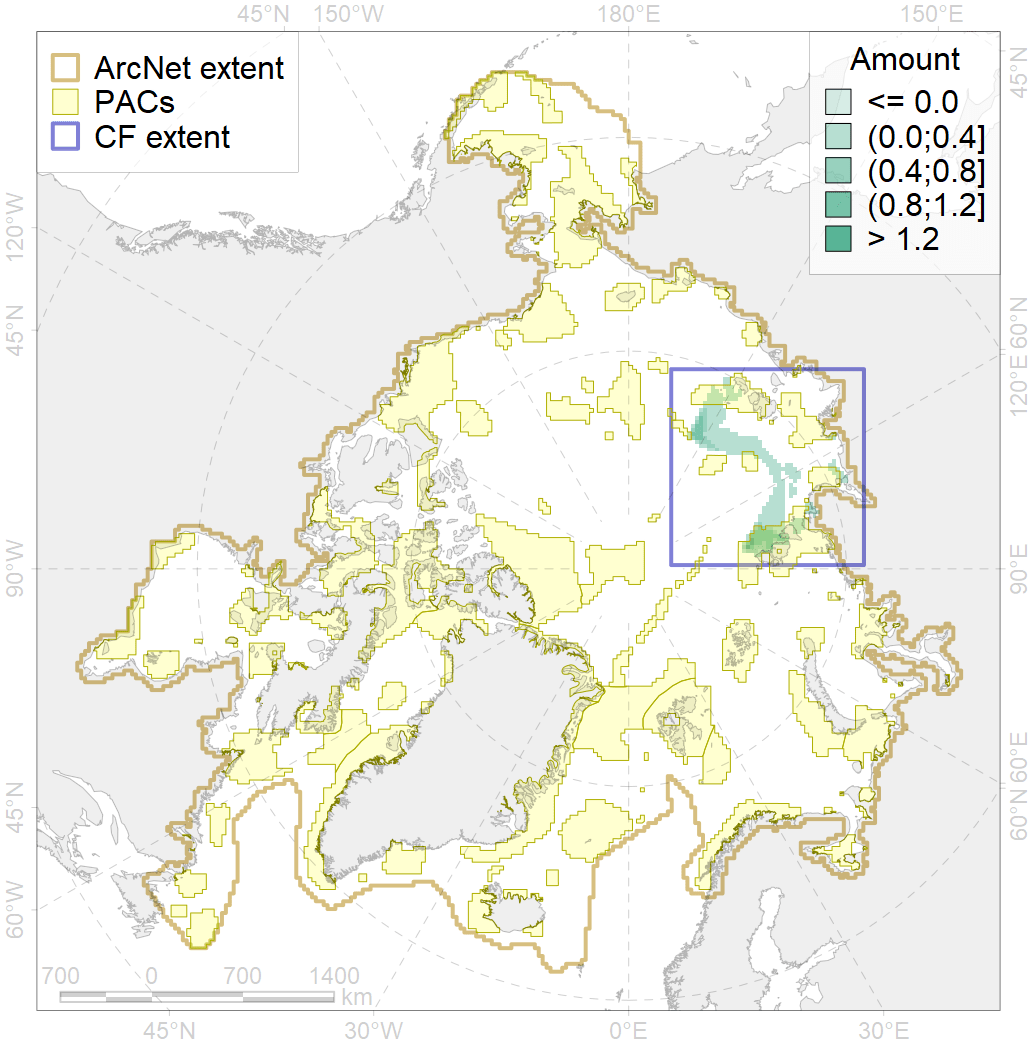 45°N 150°W 180°E 150°E
ArcNet extent
PACs
CF extent
Amount
<= 0.0
(0.0;0.4]
(0.4;0.8]
(0.8;1.2]
> 1.2
120°W
45°N
90°W
45°N
60°W
45°N
60°N
120°E
90°E
60°E
60°N
700 0 700 1400
km
45°N 30°W 0°E 30°E